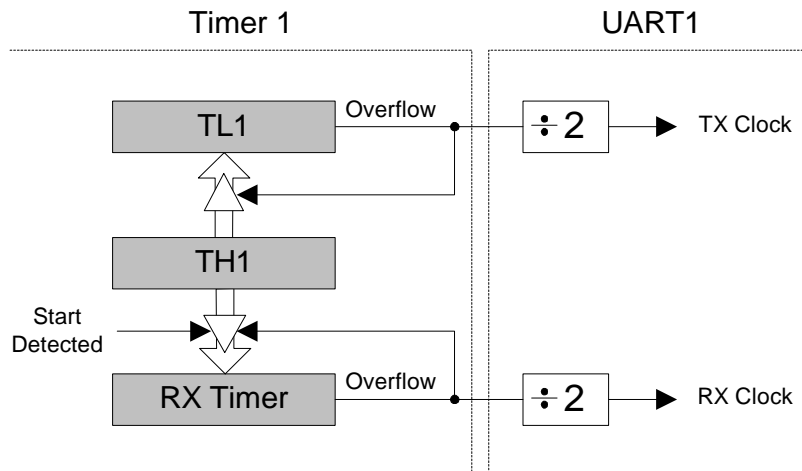 Timer 1
UART1
TL1
Overflow
÷ 2
TX Clock
TH1
Start
Detected
RX Timer
Overflow
÷ 2
RX Clock